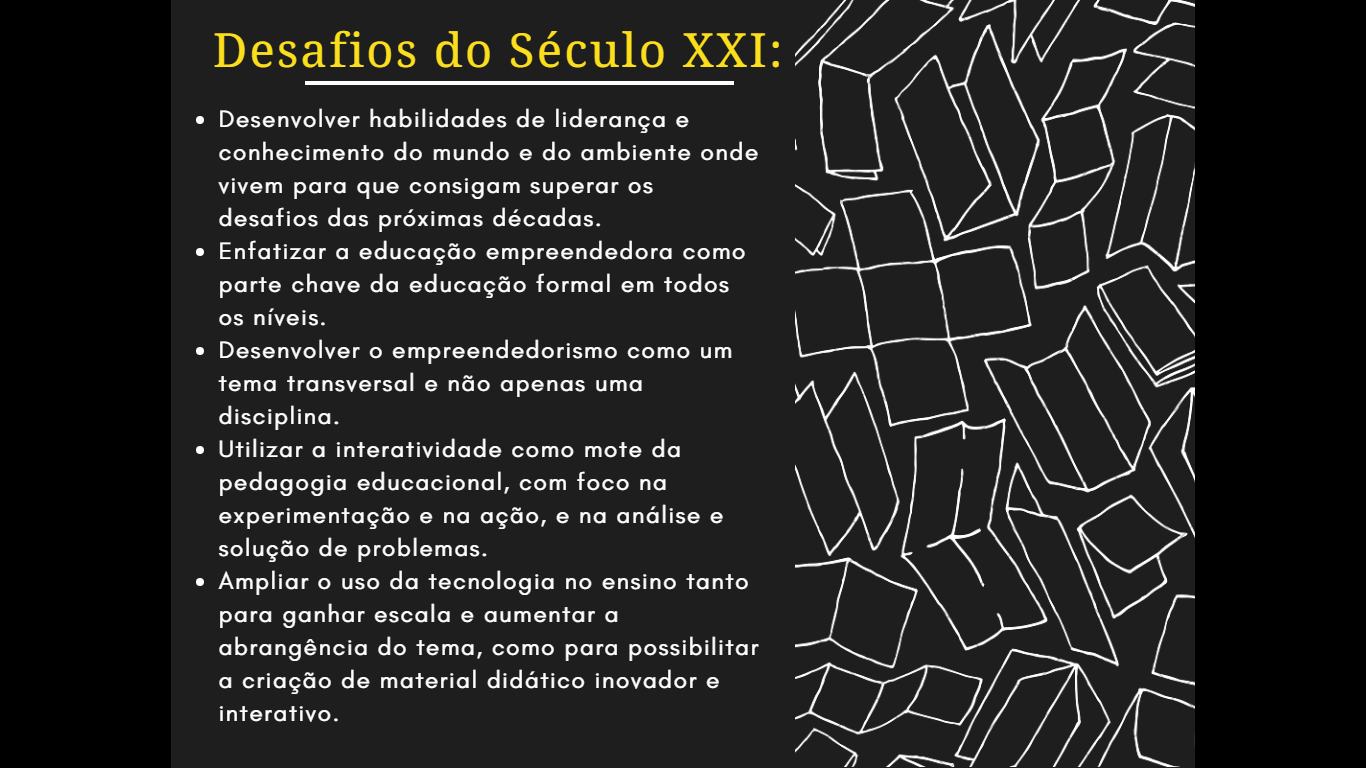 Desafios do Século XXI:
• Desenvolver habilidades de liderança e
conhecimento do mundo e do ambiente onde
vivem para que consigam superar os
desafios das próximas décadas.
• Enfatizar a educação empreendedora como
parte chave da educação formal em todos
os níveis.
• Desenvolver o empreendedorismo como um
tema transversal e não apenas uma
disciplina.
• Utilizar a interatividade como mote da
pedagogia educacional, com foco na
experimentação e na ação, e na análise e
solução de problemas.
• Ampliar o uso da tecnologia no ensino tanto
para ganhar escala e aumentar a
abrangência do tema, como para possibilitar
a criação de material didático inovador e
interativo.